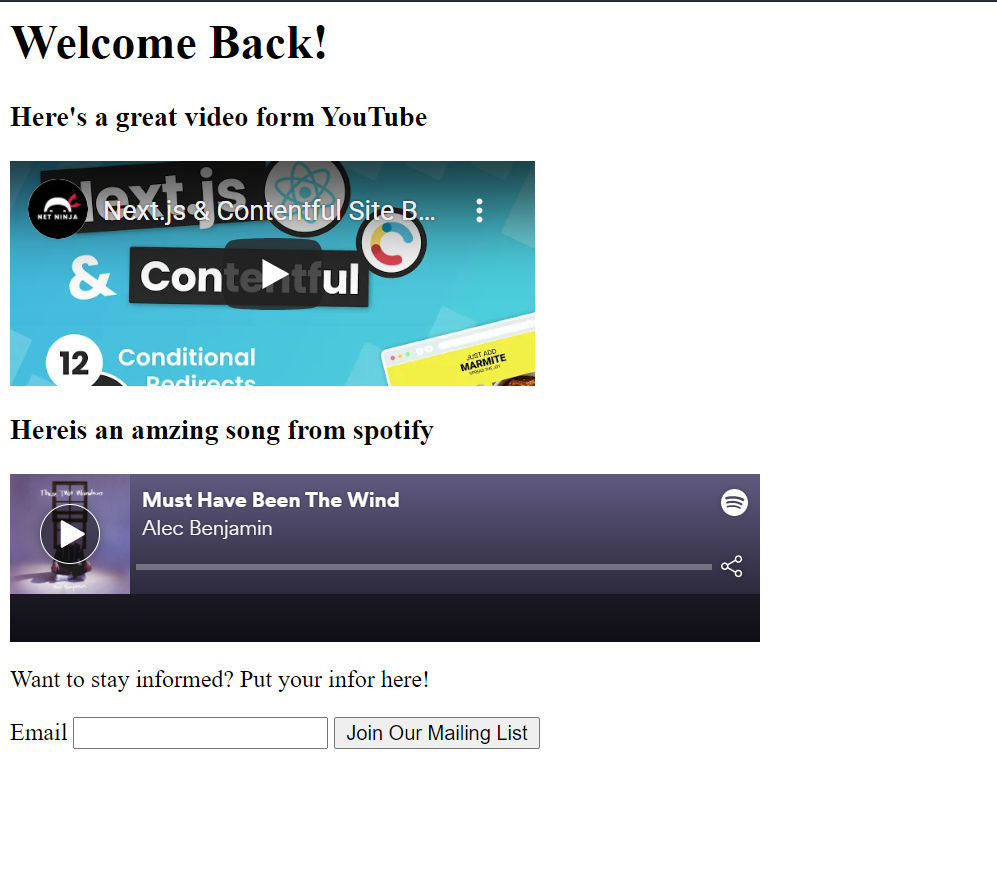 Welcome Back!
Here's a great video form YouTube
Next.js
NET NINJA
Next.js & Contentful Site B...
& Contentful
12
Conditional
Redirects
JUST ADD
MARMITE
Hereis an amzing song from spotify
Must Have Been The Wind
Alec Benjamin
Want to stay informed? Put your infor here!
Email
Join Our Mailing List